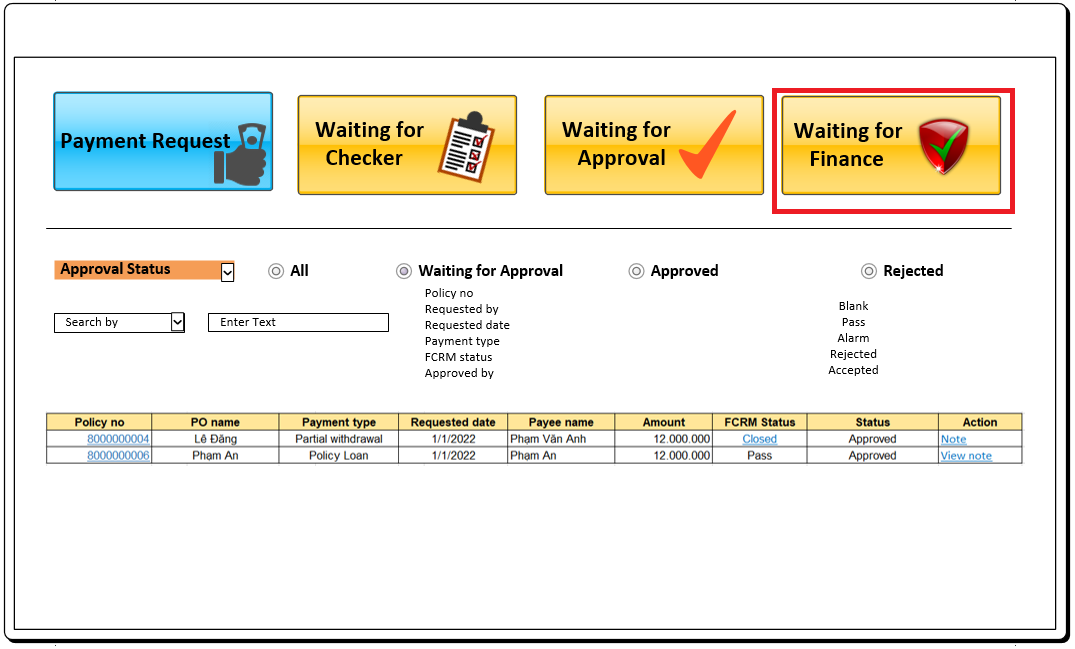 Payment Request
Waiting for
Checker
Waiting for
Approval
Waiting for
Finance
Approval Status
All
Waiting for Approval
Approved
Rejected
Search by
Enter Text
Policy no
Requested by
Requested date
Payment type
FCRM status
Approved by
Blank
Pass
Alarm
Rejected
Accepted
Policy no PO name Payment type Requested date Payee name Amount FCRM Status Status Action
8000000004 Lê Đăng Partial withdrawal 1/1/2022 Phạm Văn Anh 12.000.000 Closed Approved Note
8000000006 Phạm An Policy Loan 1/1/2022 Phạm An 12.000.000 Pass Approved View note